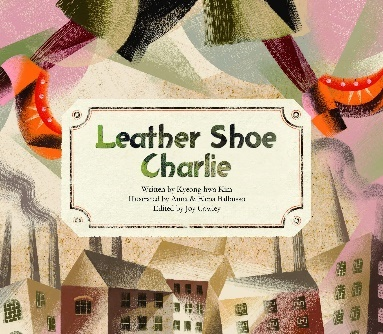 Leather Shoe
Charlie
Written by Kyeong-hwa Kim
Illustrated by Anna & Elena Balbusso
Edited by Joy Cowley